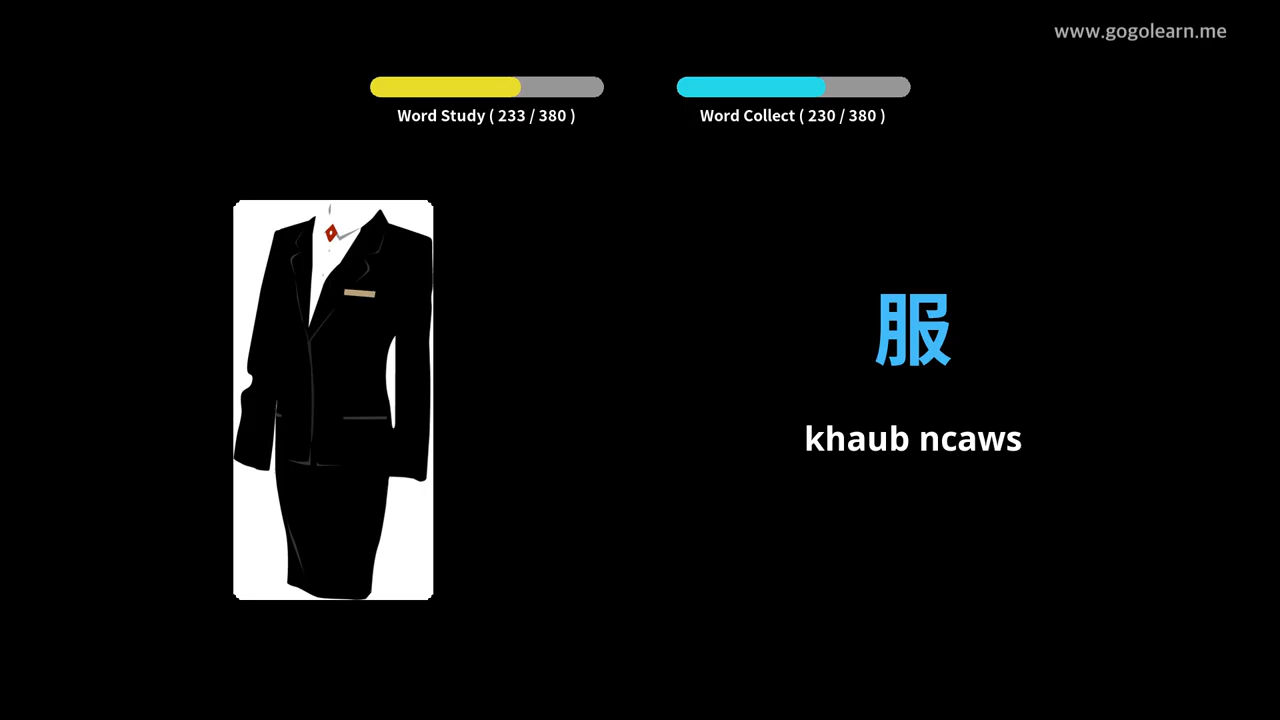 www.gogolearn.me
Word Study ( 233 / 380 )
Word Collect ( 230 / 380 )
服
khaub ncaws